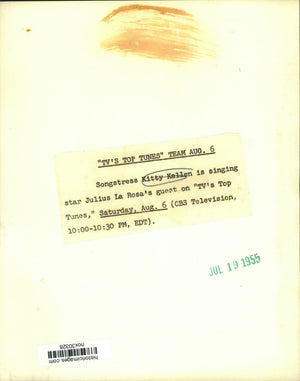 "TV'S TOP TUNES" TEAM AUG. 6
Songstress Kitty Kallen is singing
star Julius La Rosa's guest on "TV's Top
Tunes," Saturday, Aug. 6 (CBS Television,
10:00-10:30 PM, EDT).
JUL 19 1955
Historicimages.com
nox30328